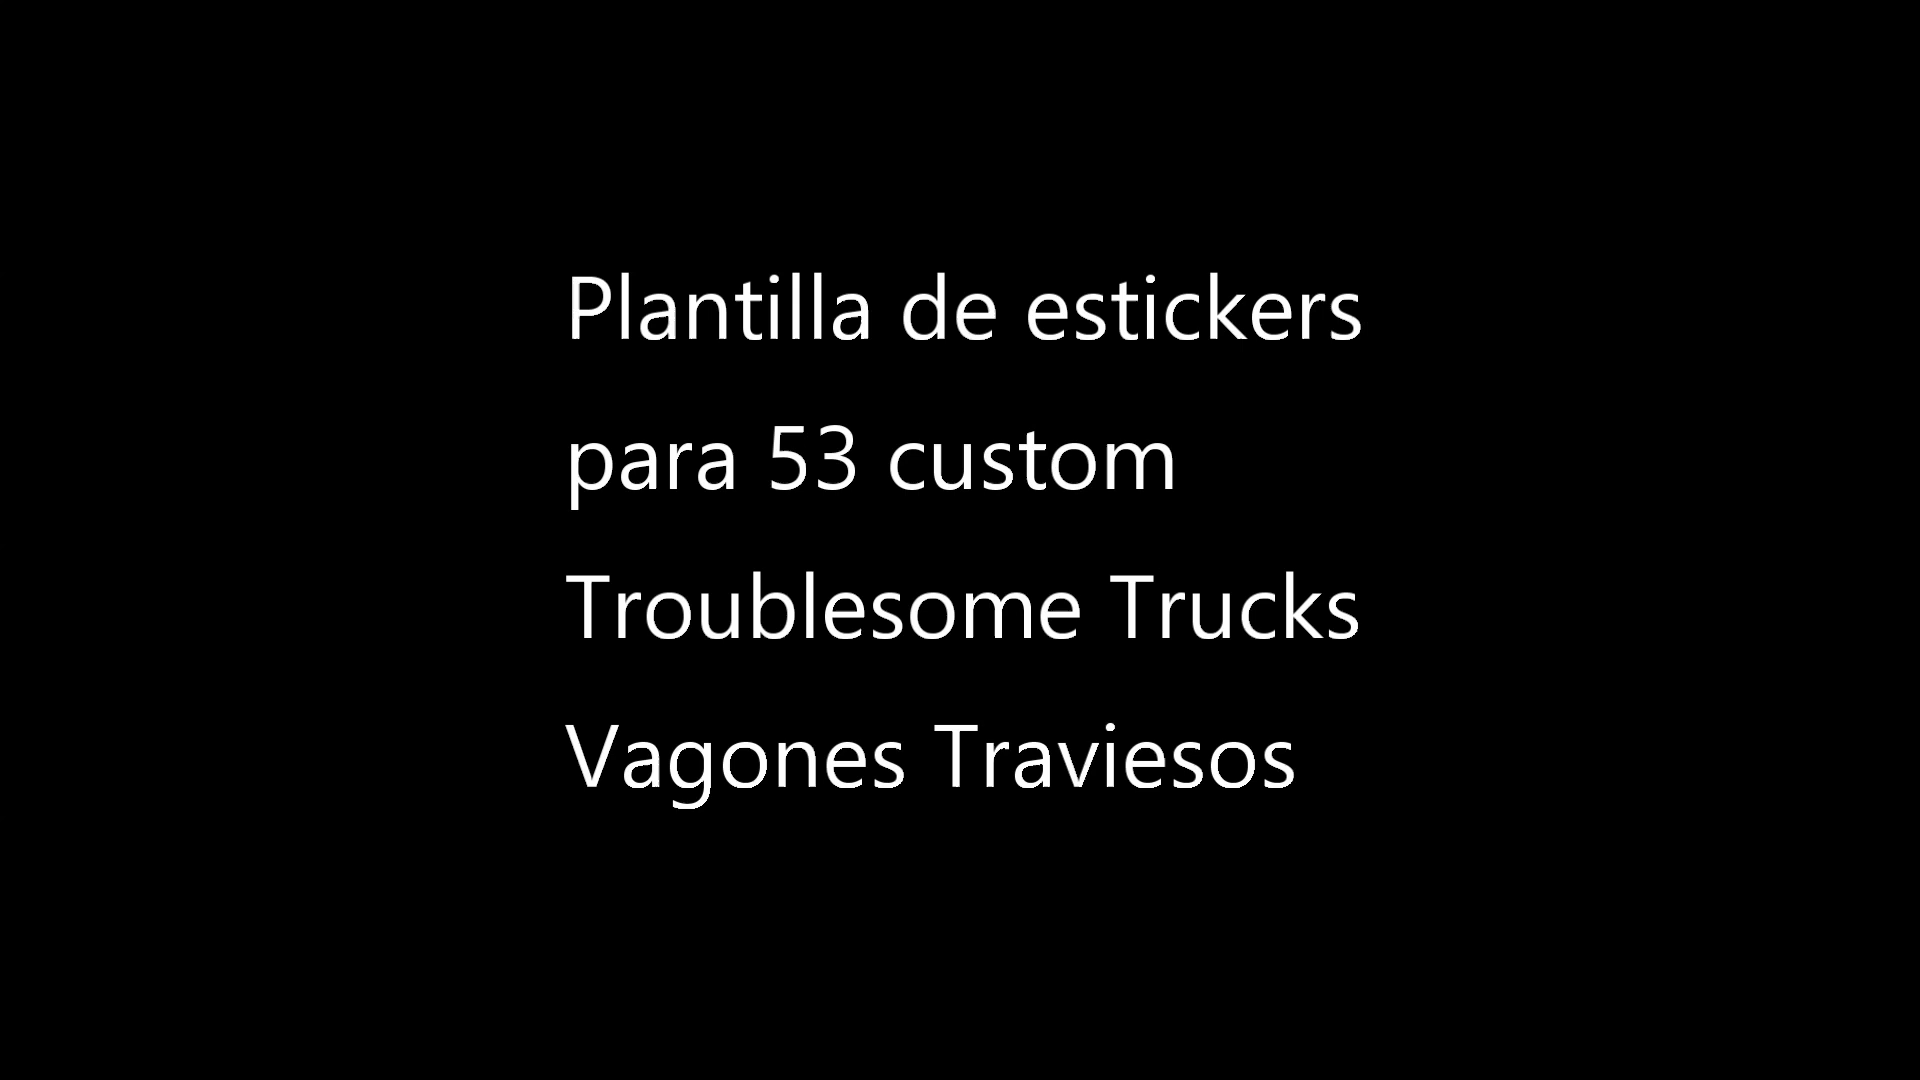 Plantilla de estickers
para 53 custom
Troublesome Trucks
Vagones Traviesos